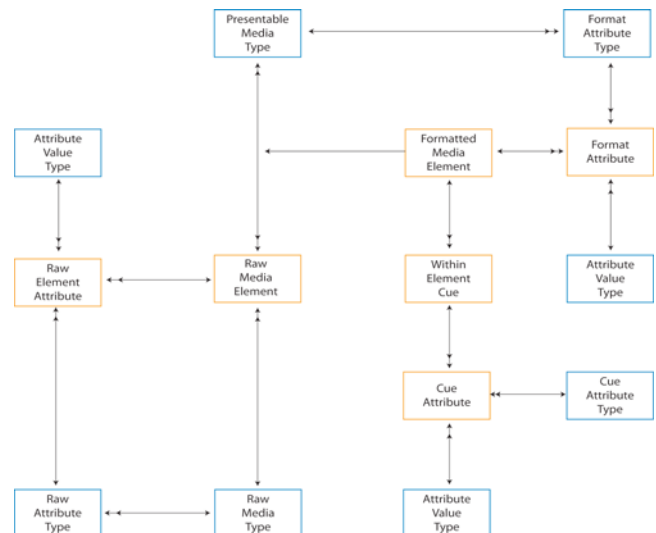 Presentable
Media
Type
Format
Attribute
Type
Attribute
Value
Type
Formatted
Media
Element
Format
Attribute
Raw
Element
Attribute
Raw
Media
Element
Within
Element
Cue
Attribute
Value
Type
Cue
Attribute
Cue
Attribute
Type
Raw
Attribute
Type
Raw
Media
Type
Attribute
Value
Type